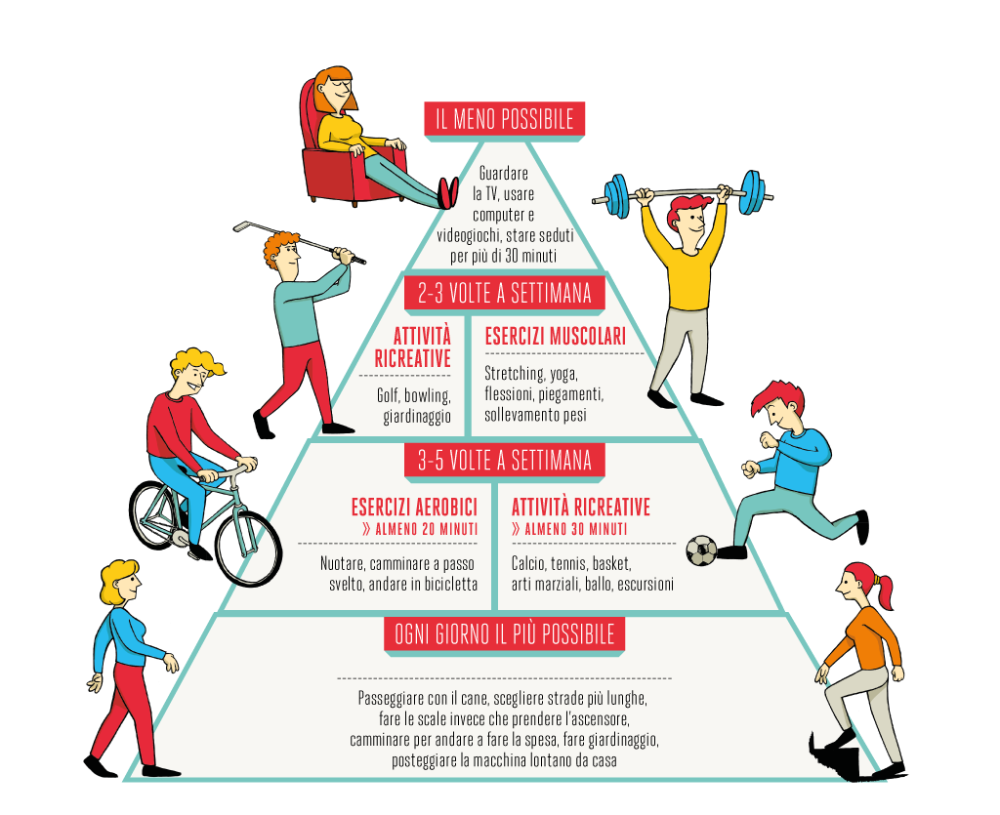 IL MENO POSSIBILE
Guardare
la TV, usare
computer e
videogiochi, stare seduti
per più di 30 minuti
2-3 VOLTE A SETTIMANA
ATTIVITÀ
RICREATIVE
Golf, bowling,
giardinaggio
ESERCIZI MUSCOLARI
Stretching, yoga,
flessioni, piegamenti,
sollevamento pesi
3-5 VOLTE A SETTIMANA
ESERCIZI AEROBICI
» ALMENO 20 MINUTI
Nuotare, camminare a passo
svelto, andare in bicicletta
ATTIVITÀ RICREATIVE
» ALMENO 30 MINUTI
Calcio, tennis, basket,
arti marziali, ballo, escursioni
OGNI GIORNO IL PIÙ POSSIBILE
Passeggiare con il cane, scegliere strade più lunghe,
fare le scale invece che prendere l'ascensore,
camminare per andare a fare la spesa, fare giardinaggio,
posteggiare la macchina lontano da casa